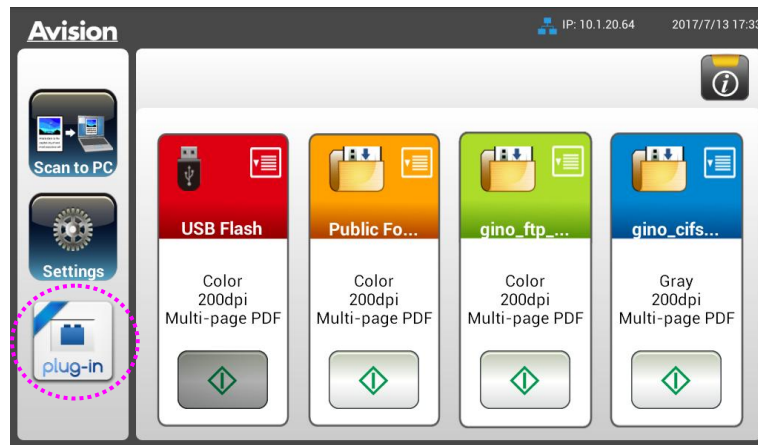 Avision
IP: 10.1.20.64
2017/7/13 17:33
Scan to PC
Settings
plug-in
USB Flash
Color
200dpi
Multi-page PDF
Public Fo...
Color
200dpi
Multi-page PDF
gino_ftp_...
Color
200dpi
Multi-page PDF
gino_cifs...
Gray
200dpi
Multi-page PDF